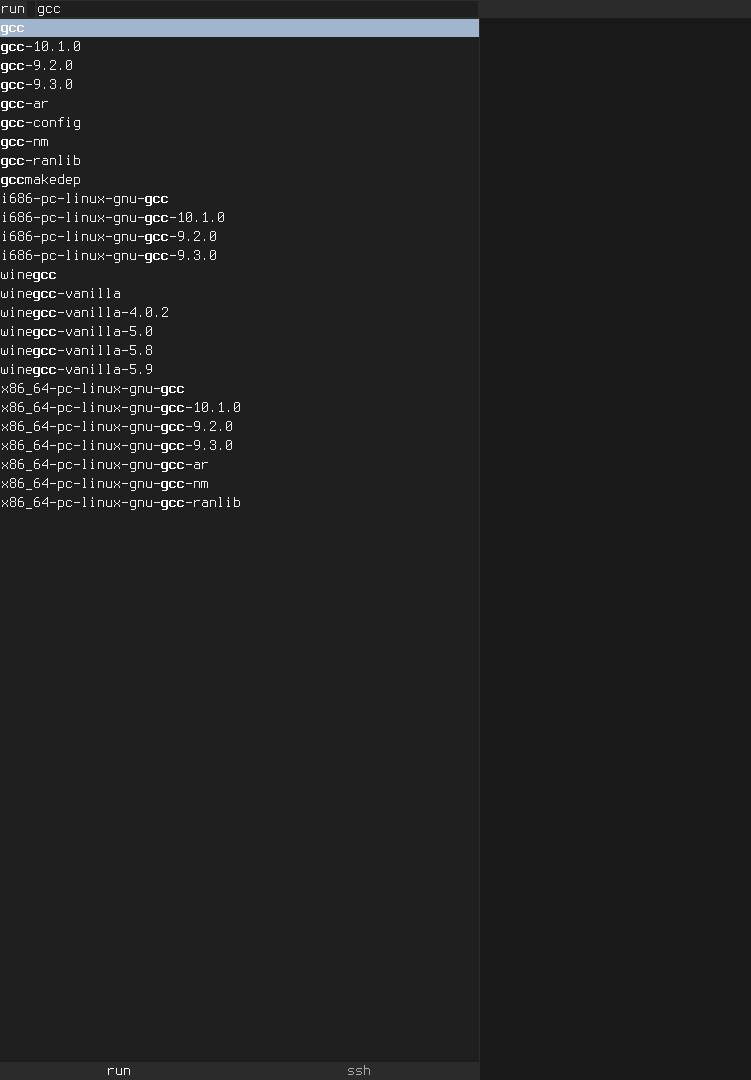 run gcc
gcc
gcc-10.1.0
gcc-9.2.0
gcc-9.3.0
gcc-ar
gcc-config
gcc-nm
gcc-ranlib
gccmakedep
i686-pc-linux-gnu-gcc
i686-pc-linux-gnu-gcc-10.1.0
i686-pc-linux-gnu-gcc-9.2.0
i686-pc-linux-gnu-gcc-9.3.0
winegcc
winegcc-vanilla
winegcc-vanilla-4.0.2
winegcc-vanilla-5.0
winegcc-vanilla-5.8
winegcc-vanilla-5.9
x86_64-pc-linux-gnu-gcc
x86_64-pc-linux-gnu-gcc-10.1.0
x86_64-pc-linux-gnu-gcc-9.2.0
x86_64-pc-linux-gnu-gcc-9.3.0
x86_64-pc-linux-gnu-gcc-ar
x86_64-pc-linux-gnu-gcc-nm
x86_64-pc-linux-gnu-gcc-ranlib
run ssh